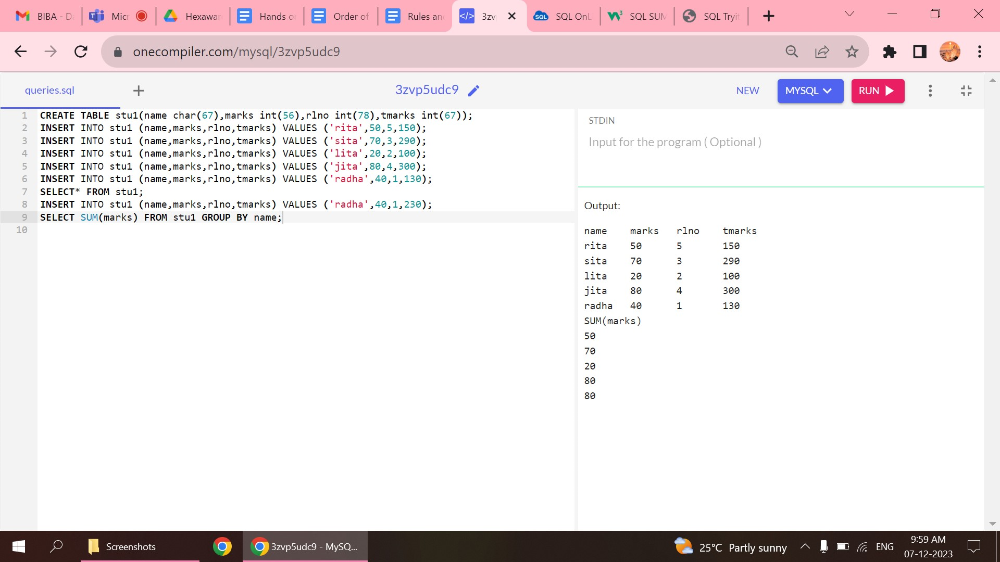 BIBA - D
Micr
Hexawar
Hands o
Order of
Rules an
3zv
SQL OnL
SQL SUM
SQL Tryit
onecompiler.com/mysql/3zvp5udc9
queries.sql
3zvp5udc9
NEW
MYSQL
RUN
1 CREATE TABLE stu1(name char(67),marks int(56),rlno int(78),tmarks int(67));
2 INSERT INTO stu1 (name,marks,rlno,tmarks) VALUES ('rita',50,5,150);
3 INSERT INTO stu1 (name,marks,rlno,tmarks) VALUES ('sita',70,3,290);
4 INSERT INTO stu1 (name,marks,rlno,tmarks) VALUES ('lita',20,2,100);
5 INSERT INTO stu1 (name,marks,rlno,tmarks) VALUES ('jita',80,4,300);
6 INSERT INTO stu1 (name,marks,rlno,tmarks) VALUES ('radha',40,1,130);
7 SELECT* FROM stu1;
8 INSERT INTO stu1 (name,marks,rlno,tmarks) VALUES ('radha',40,1,230);
9 SELECT SUM(marks) FROM stu1 GROUP BY name;
10
STDIN
Input for the program ( Optional )
Output:
name marks rlno tmarks
rita 50 5 150
sita 70 3 290
lita 20 2 100
jita 80 4 300
radha 40 1 130
SUM(marks)
50
70
20
80
80
Screenshots
3zvp5udc9 - MySQ...
25°C Partly sunny
ENG
9:59 AM
07-12-2023